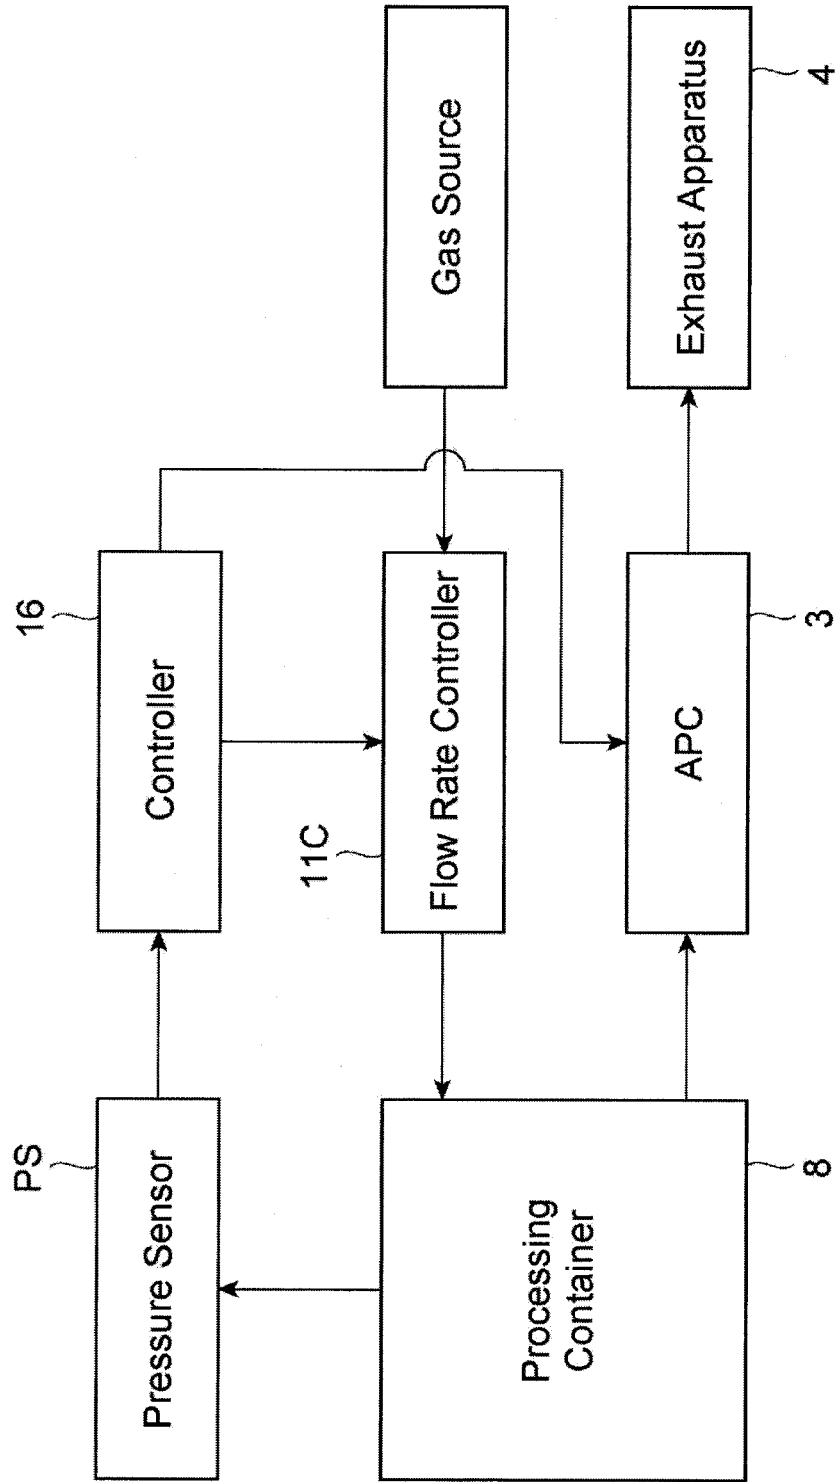 PS
Pressure Sensor
16
Controller
11C
Flow Rate Controller
Gas Source
Processing
Container
8
APC
3
Exhaust Apparatus
4